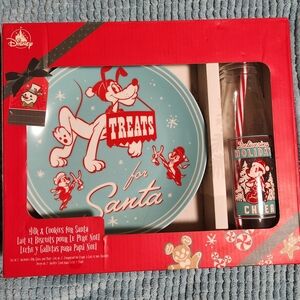 Disney
TREATS
for
Santa
HOLIDAY
CHEER
Milk & Cookies for Santa
Lait et Biscuits pour le Père Noël
Leche y Galletas para Papá Noel